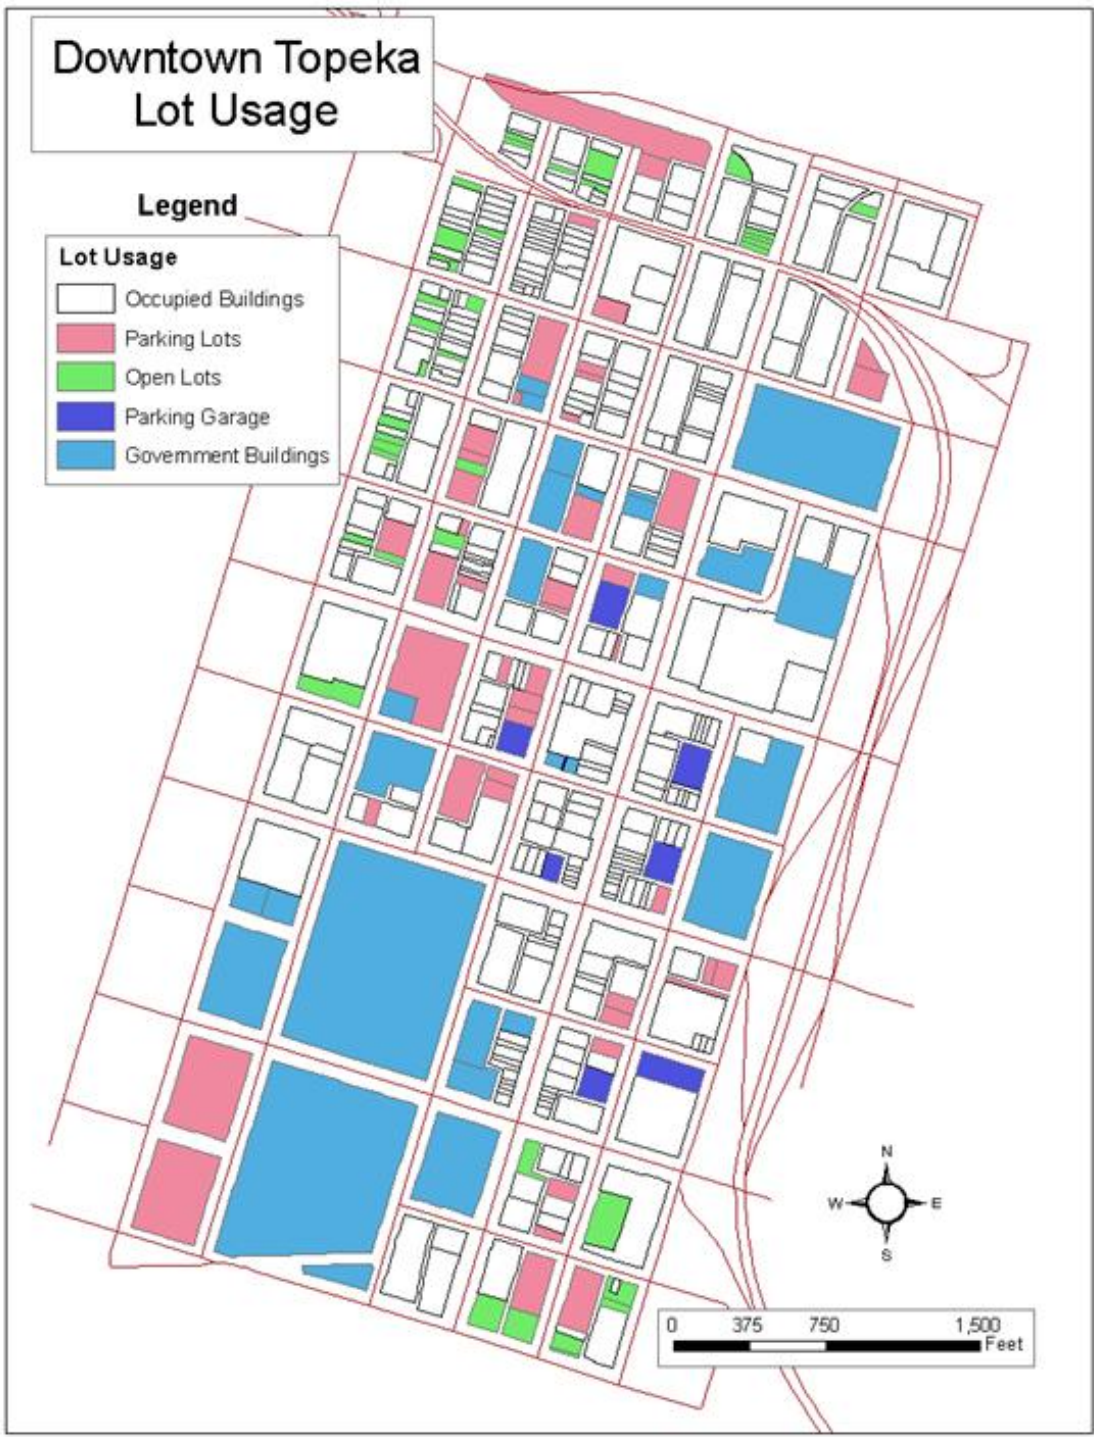 Downtown Topeka
Lot Usage
Legend
Lot Usage
Occupied Buildings
Parking Lots
Open Lots
Parking Garage
Government Buildings
N
W E
S
0 375 750 1,500
Feet